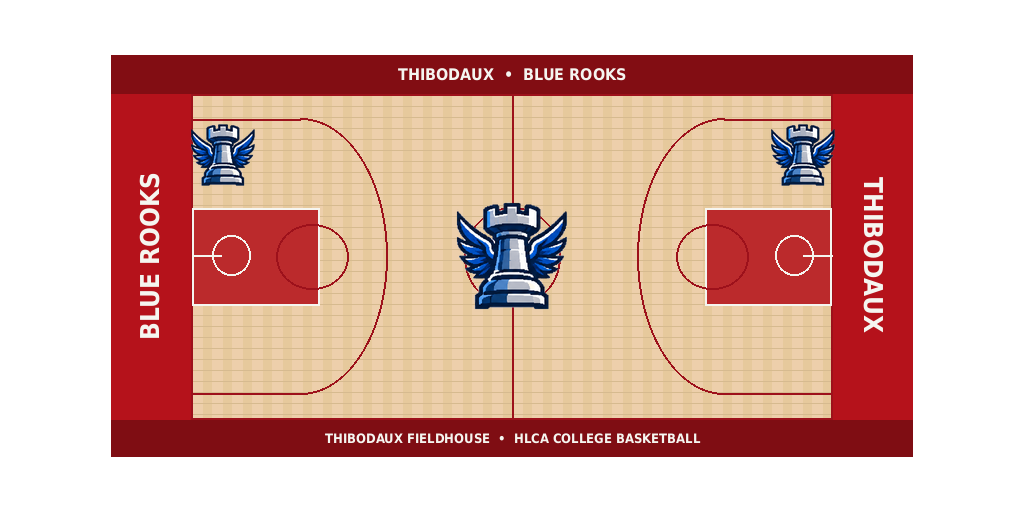 THIBODAUX • BLUE ROOKS
BLUE ROOKS
THIBODAUX
THIBODAUX FIELDHOUSE • HLCA COLLEGE BASKETBALL